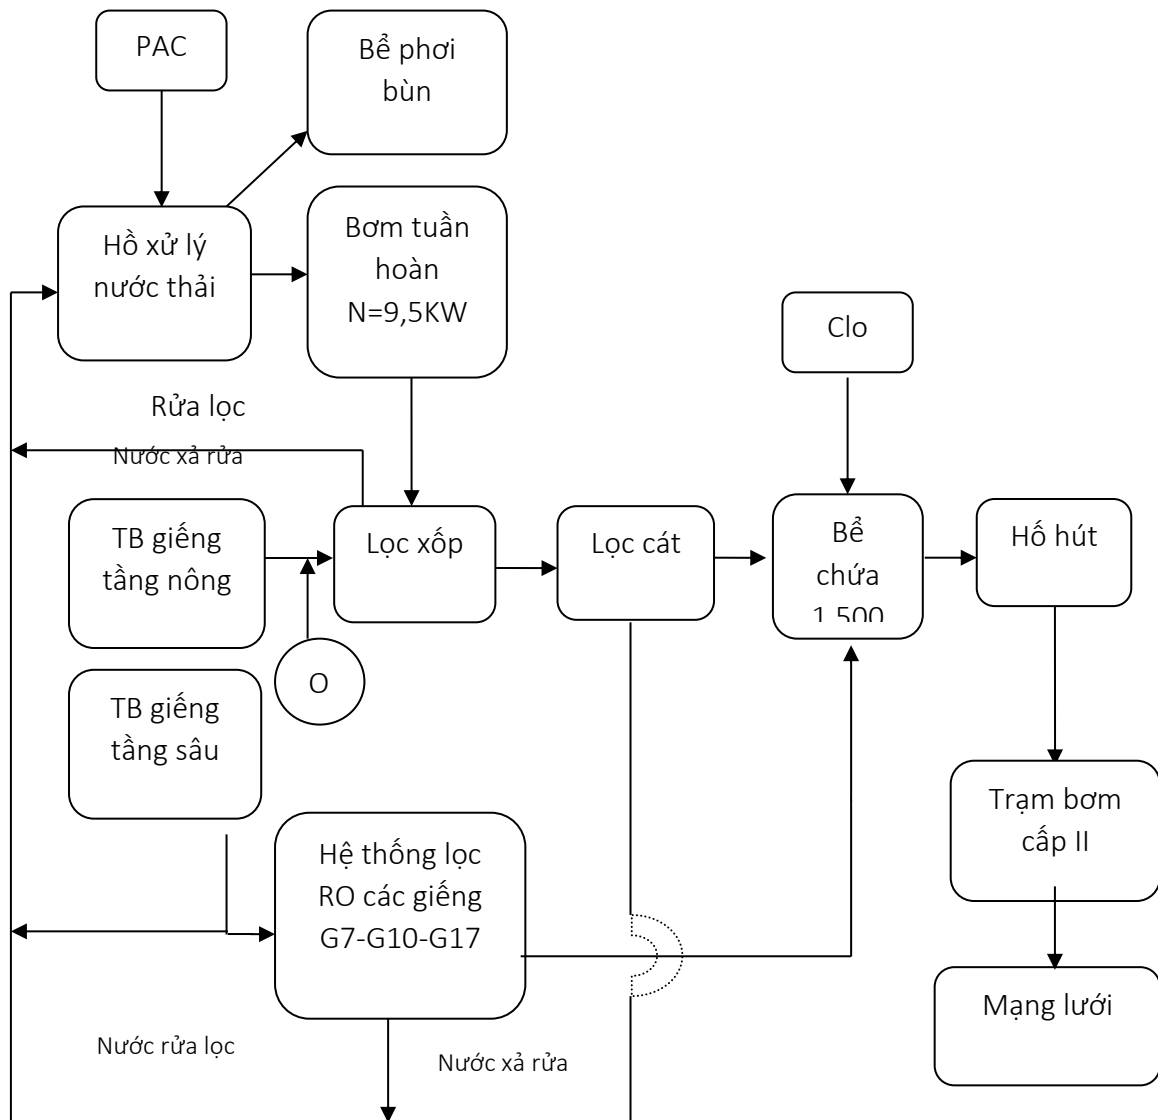 PAC
Bể phơi
bùn
Hồ xử lý
nước thải
Bơm tuần
hoàn
N=9,5KW
Clo
Rửa lọc
Nước xả rửa
TB giếng
tầng nông
Lọc xốp
Lọc cát
Bể
chứa
1.500
Hố hút
O
TB giếng
tầng sâu
Hệ thống lọc
RO các giếng
G7-G10-G17
Trạm bơm
cấp II
Mạng lưới
Nước rửa lọc
Nước xả rửa